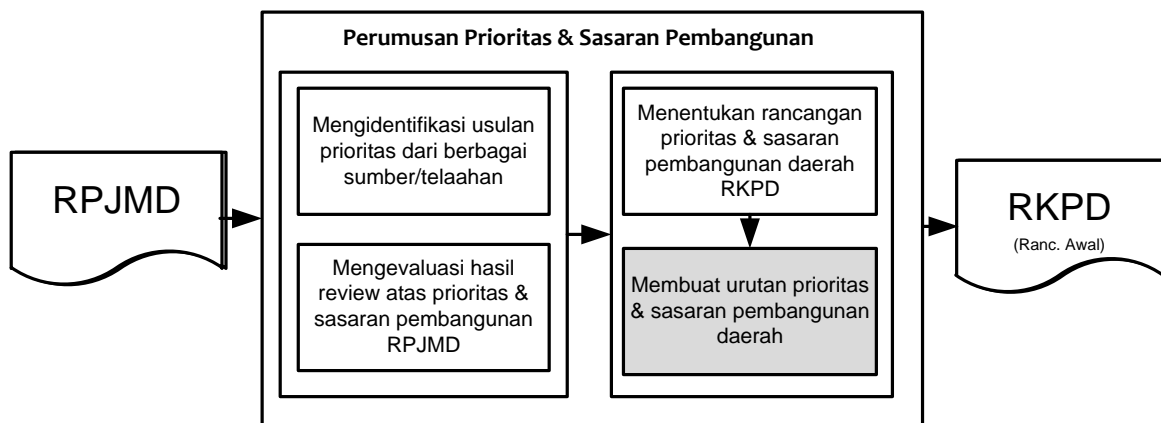 Perumusan Prioritas & Sasaran Pembangunan
RPJMD
Mengidentifikasi usulan
prioritas dari berbagai
sumber/telaahan
Mengevaluasi hasil
review atas prioritas &
sasaran pembangunan
RPJMD
Menentukan rancangan
prioritas & sasaran
pembangunan daerah
RKPD
Membuat urutan prioritas
& sasaran pembangunan
daerah
RKPD
(Ranc. Awal)